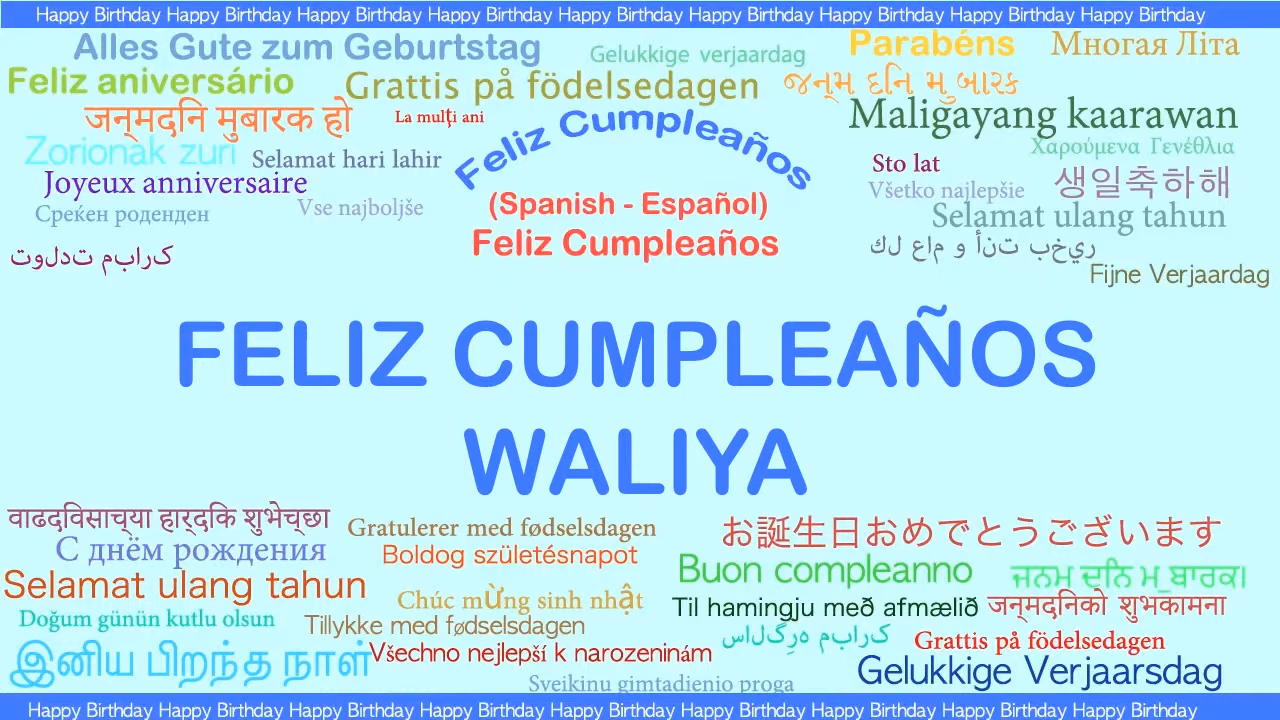 Happy Birthday Happy Birthday Happy Birthday Happy Birthday Happy Birthday Happy Birthday Happy Birthday Happy Birthday Happy Birthday
Alles Gute zum Geburtstag
Gelukkige verjaardag
Parabéns
Многая Літа
Feliz aniversário
Grattis på födelsedagen
જન્મ દિન મુબારક
जन्मदिन मुबारक हो
La mulţi ani
Feliz Cumpleaños
Maligayang kaarawan
Zorionak zuri
Selamat hari lahir
Χαρούμενα Γενέθλια
Sto lat
Joyeux anniversaire
(Spanish - Español)
Všetko najlepšie
생일축하해
Среќен роденден
Vse najboljše
Selamat ulang tahun
Feliz Cumpleaños
تولدت مبارک
كل عام و أنت بخير
Fijne Verjaardag
FELIZ CUMPLEAÑOS
WALIYA
वाढदिवसाच्या हार्दिक शुभेच्छा
Gratulerer med fødselsdagen
お誕生日おめでとうございます
С днём рождения
Boldog születésnapot
Buon compleanno
ਜਨਮ ਦਿਨ ਮੁਬਾਰਕ।
Selamat ulang tahun
Chúc mừng sinh nhật
Til hamingju með afmælið
जन्मदिनको शुभकामना
Doğum günün kutlu olsun
Tillykke med fødselsdagen
سالگرہ مبارک
Grattis på födelsedagen
இனிய பிறந்த நாள்
Všechno nejlepší k narozeninám
Gelukkige Verjaarsdag
Sveikinu gimtadienio proga
Happy Birthday Happy Birthday Happy Birthday Happy Birthday Happy Birthday Happy Birthday Happy Birthday Happy Birthday Happy Birthday